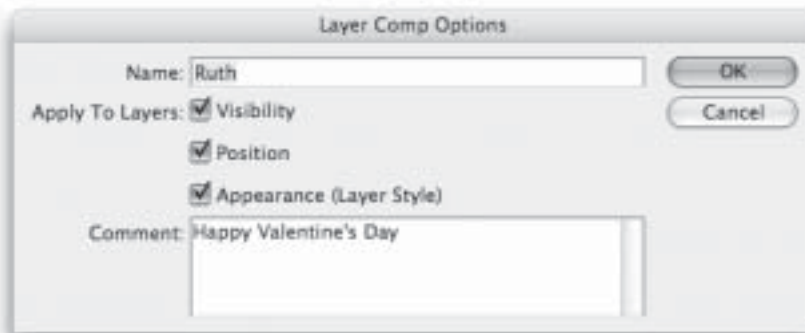 Layer Comp Options
Name: Ruth
OK
Apply To Layers: Visibility
Cancel
Position
Appearance (Layer Style)
Comment: Happy Valentine's Day